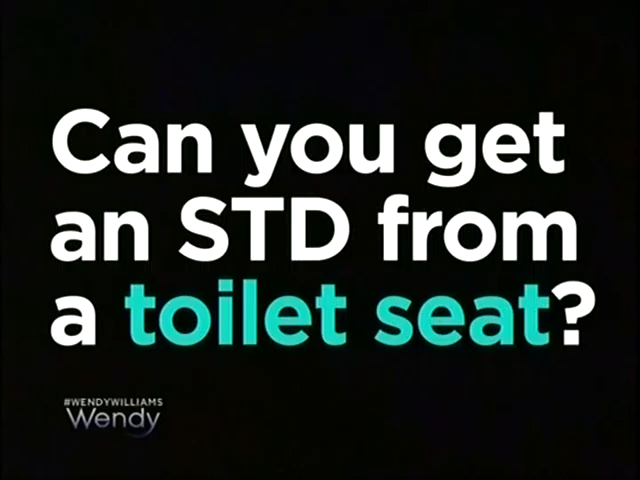 Can you get
an STD from
a toilet seat?
#WENDYWILLIAMS
Wendy